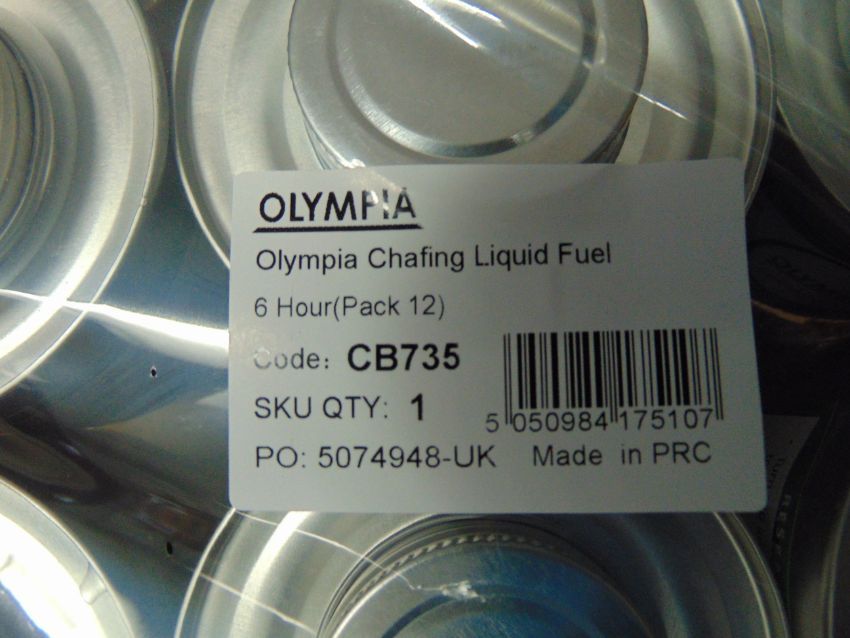 OLYMPIA
Olympia Chafing Liquid Fuel
6 Hour(Pack 12)
Code: CB735
SKU QTY: 1
5 050984 175107
PO: 5074948-UK Made in PRC